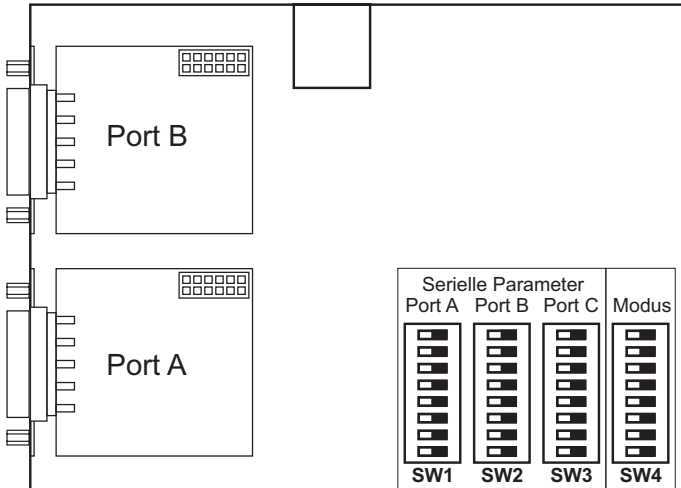 Port B
Port A
Serielle Parameter
Port A Port B Port C Modus
SW1 SW2 SW3 SW4